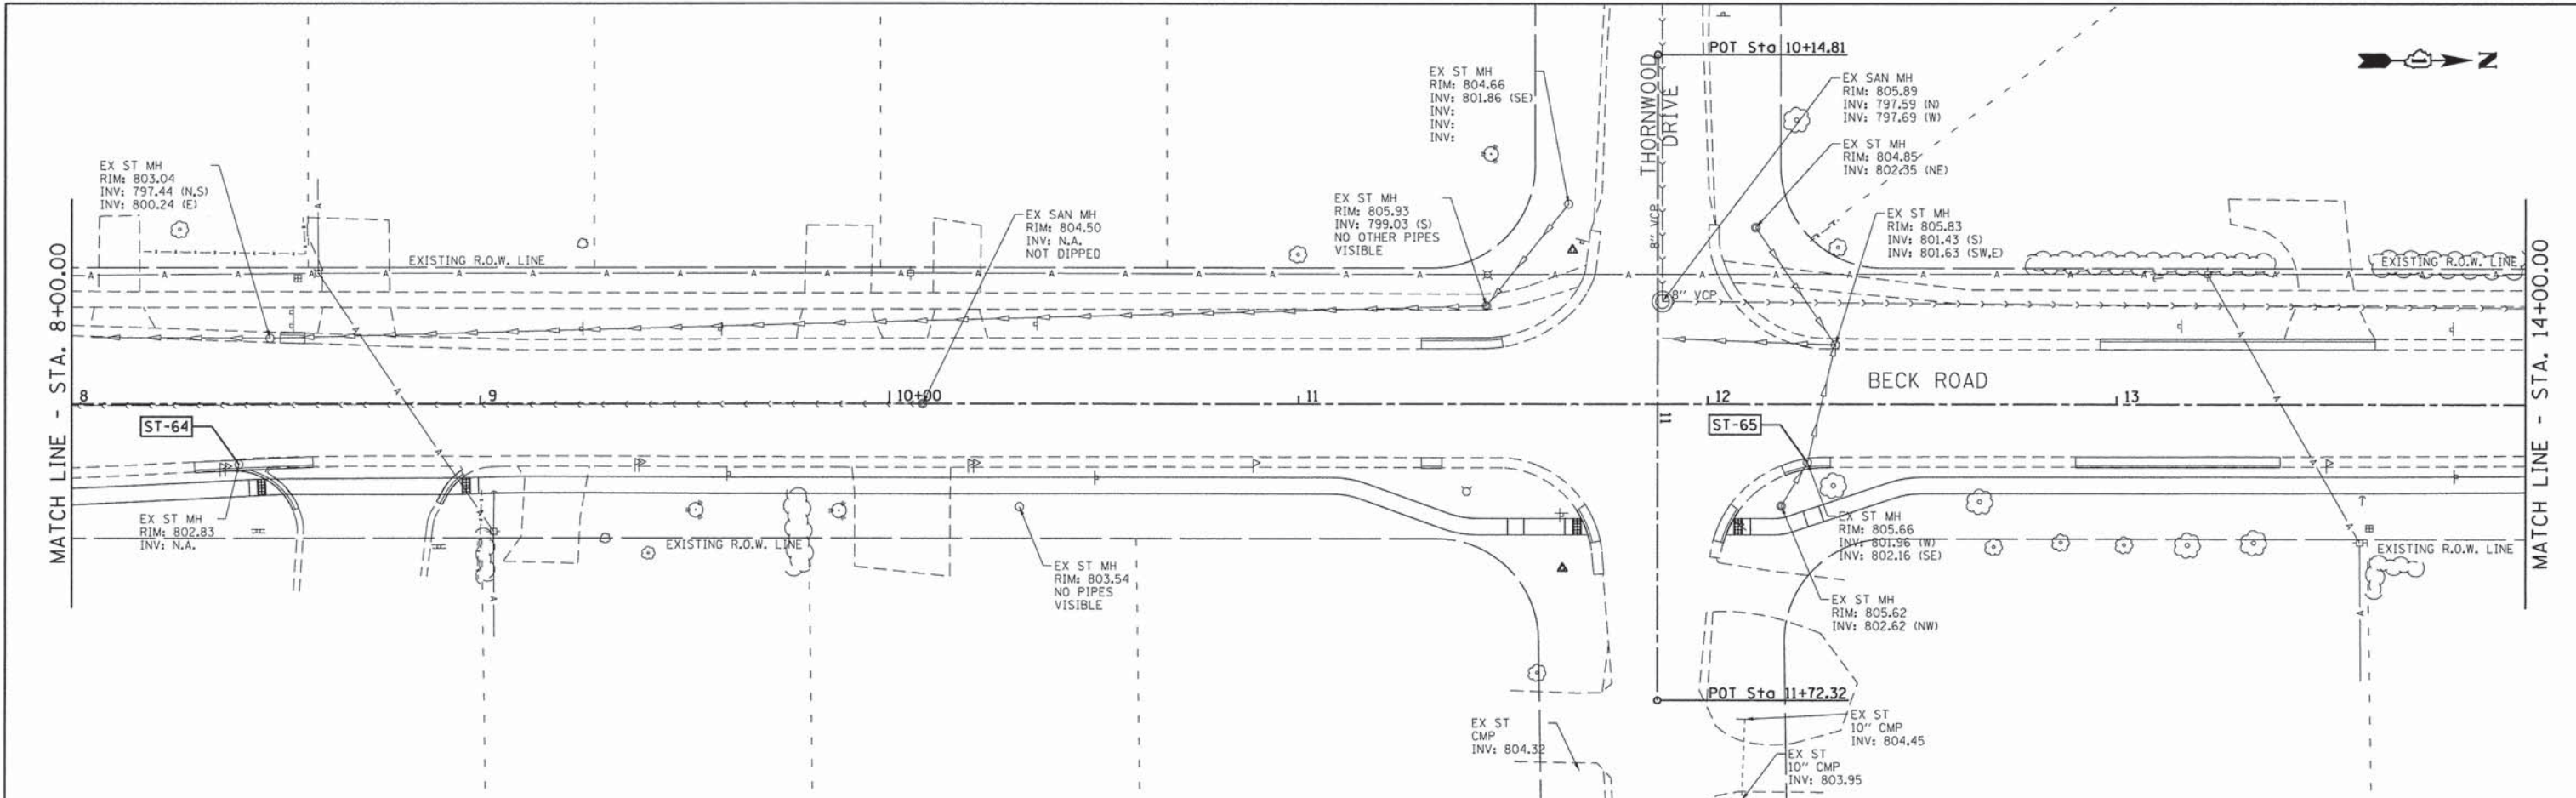 POT Sta 10+14.81
N
THORNWOOD
DRIVE
EX ST MH
RIM: 804.66
INV: 801.86 (SE)
INV:
INV:
INV:
EX SAN MH
RIM: 805.89
INV: 797.59 (N)
INV: 797.69 (W)
EX ST MH
RIM: 804.85
INV: 802.35 (NE)
EX ST MH
RIM: 803.04
INV: 797.44 (N,S)
INV: 800.24 (E)
EX SAN MH
RIM: 804.50
INV: N.A.
NOT DIPPED
EX ST MH
RIM: 805.93
INV: 799.03 (S)
NO OTHER PIPES
VISIBLE
8" VCP
EX ST MH
RIM: 805.83
INV: 801.43 (S)
INV: 801.63 (SW,E)
EXISTING R.O.W. LINE
EXISTING R.O.W. LINE
8" VCP
MATCH LINE - STA. 8+00.00
MATCH LINE - STA. 14+00.00
BECK ROAD
8
9
10+00
11
11
12
13
ST-64
ST-65
EX ST MH
RIM: 802.83
INV: N.A.
EXISTING R.O.W. LINE
EX ST MH
RIM: 803.54
NO PIPES
VISIBLE
EX ST MH
RIM: 805.66
INV: 801.96 (W)
INV: 802.16 (SE)
EXISTING R.O.W. LINE
EX ST MH
RIM: 805.62
INV: 802.62 (NW)
POT Sta 11+72.32
EX ST
CMP
INV: 804.32
EX ST
10" CMP
INV: 804.45
EX ST
10" CMP
INV: 803.95